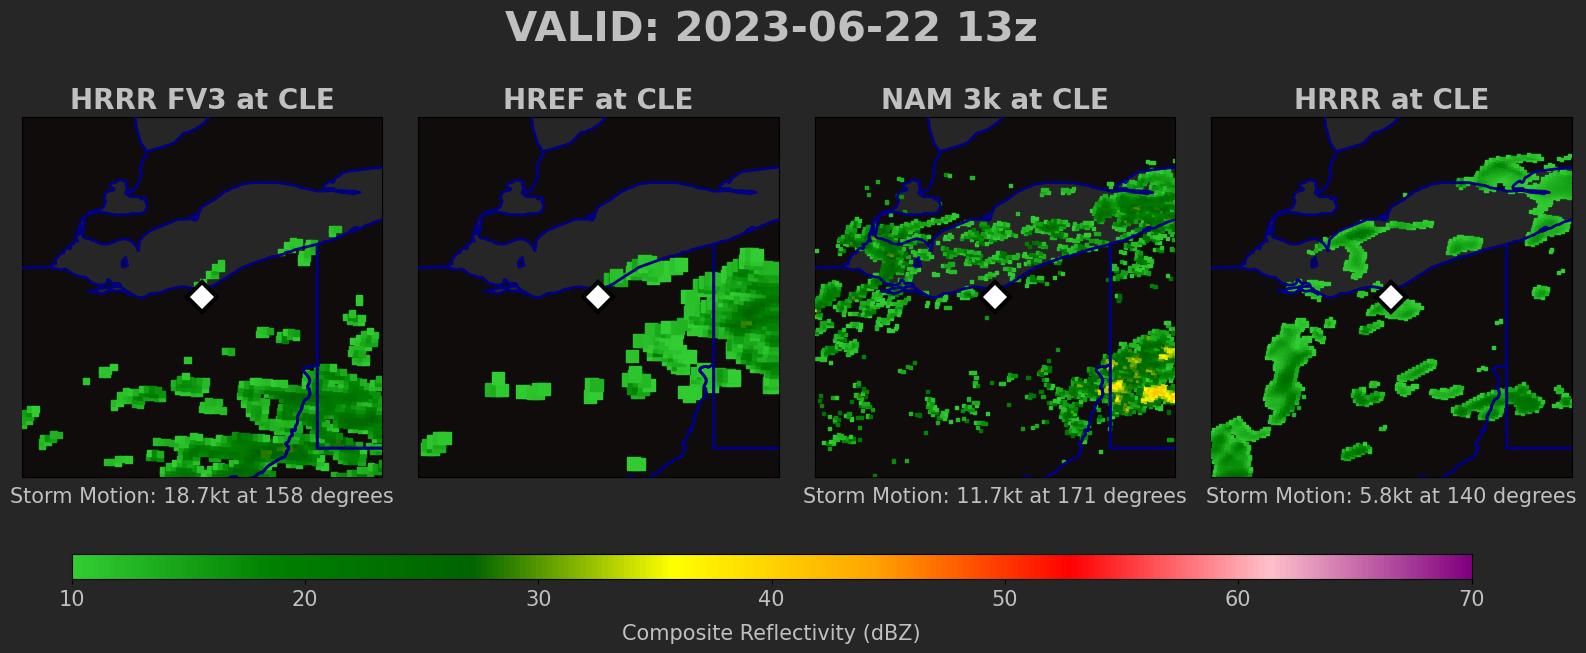 VALID: 2023-06-22 13z
HRRR FV3 at CLE
HREF at CLE
NAM 3k at CLE
HRRR at CLE
Storm Motion: 18.7kt at 158 degrees
Storm Motion: 11.7kt at 171 degrees
Storm Motion: 5.8kt at 140 degrees
10 20 30 40 50 60 70
Composite Reflectivity (dBZ)